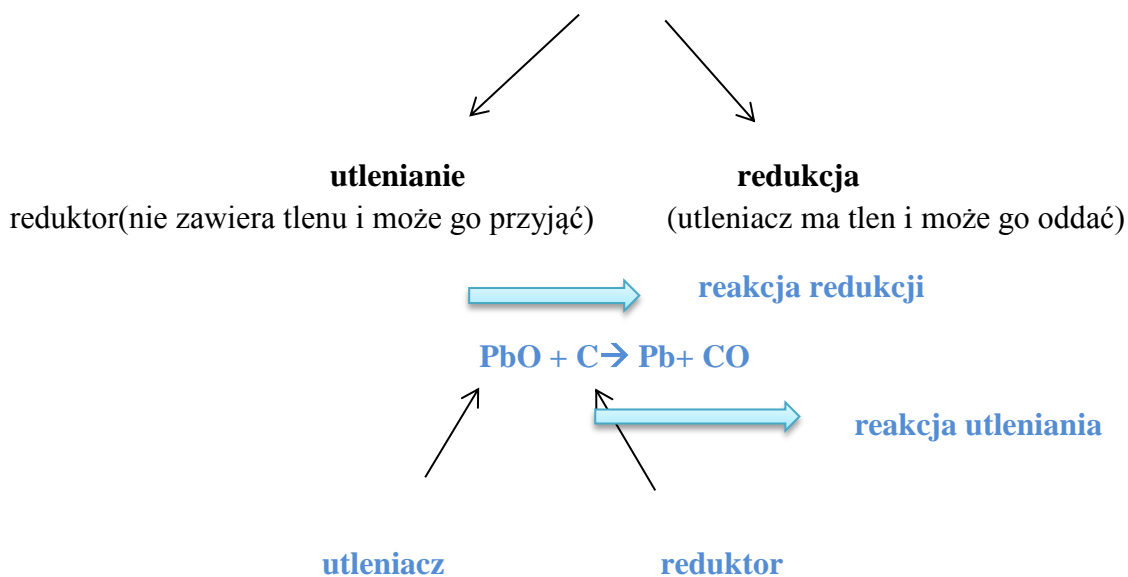 utlenianie redukcja
reduktor(nie zawiera tlenu i może go przyjąć) (utleniacz ma tlen i może go oddać)
reakcja redukcji
PbO + C→ Pb+ CO
reakcja utleniania
utleniacz reduktor